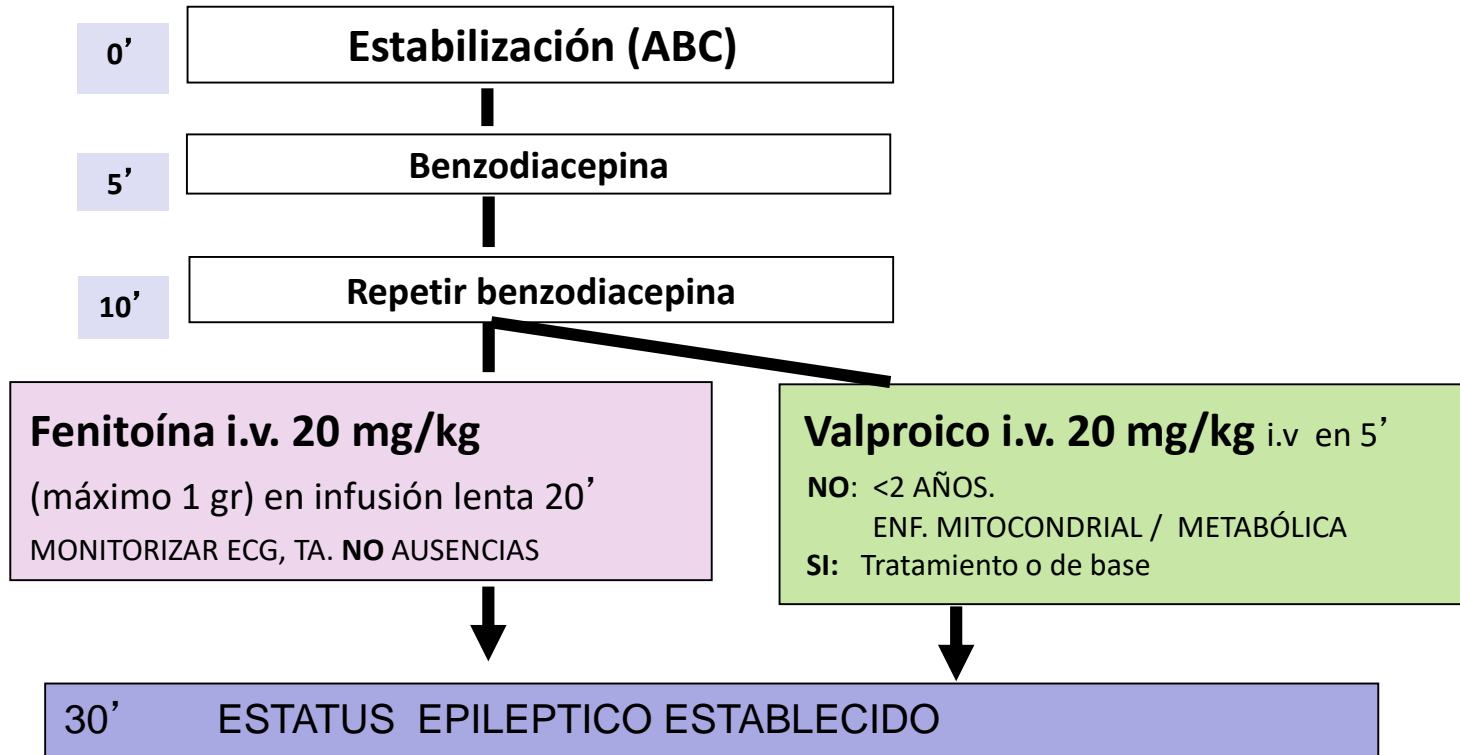 0’
Estabilización (ABC)
5’
Benzodiacepina
10’
Repetir benzodiacepina
Fenitoína i.v. 20 mg/kg
(máximo 1 gr) en infusión lenta 20’
MONITORIZAR ECG, TA. NO AUSENCIAS
Valproico i.v. 20 mg/kg i.v en 5’
NO: <2 AÑOS.
ENF. MITOCONDRIAL / METABÓLICA
SI: Tratamiento o de base
30’ ESTATUS EPILEPTICO ESTABLECIDO